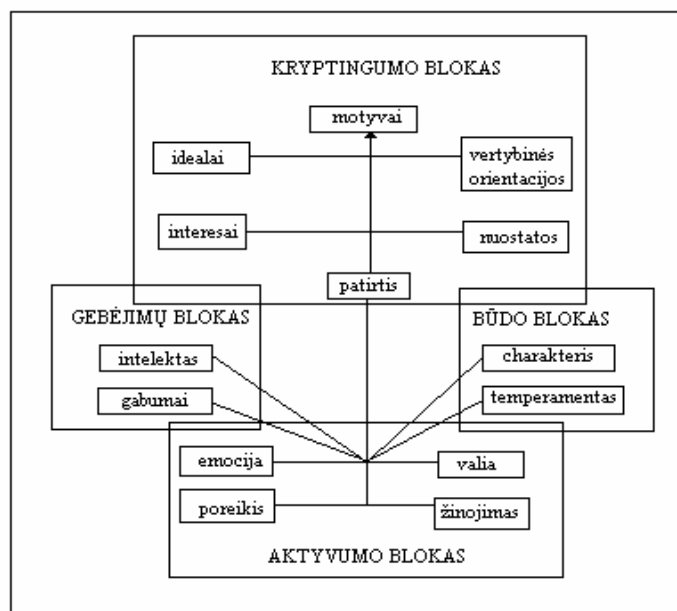 KRYPTINGUMO BLOKAS
motyvai
idealai
vertybinės
orientacijos
interesai
nuostatos
patirtis
GEBĖJIMŲ BLOKAS
BŪDO BLOKAS
intelektas
charakteris
gabumai
temperamentas
emocija
valia
poreikis
žinojimas
AKTYVUMO BLOKAS